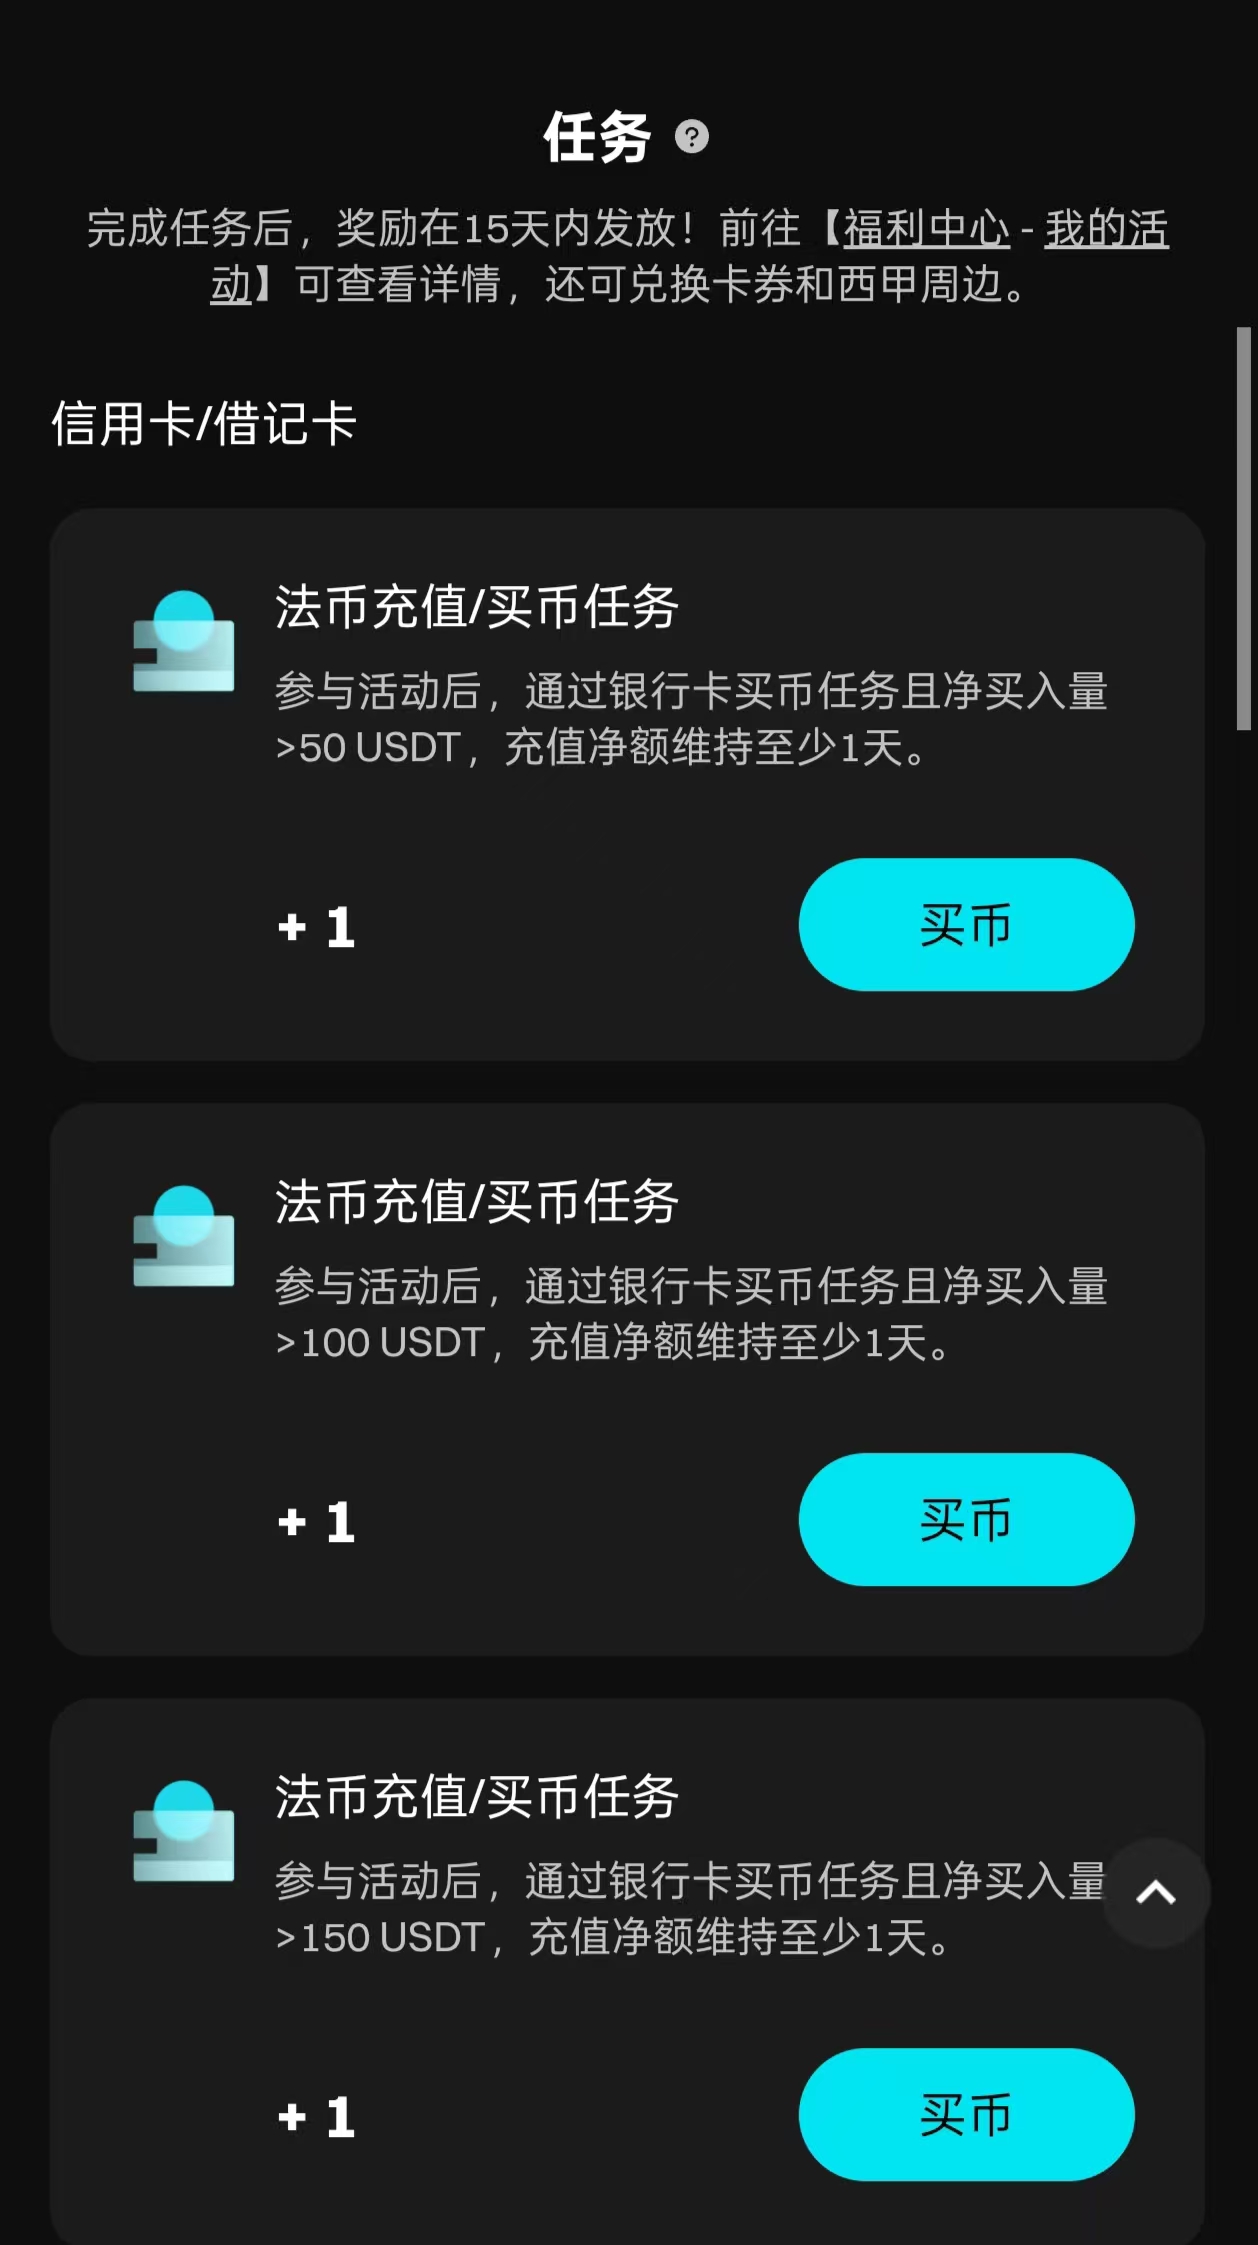 任务 ?
完成任务后，奖励在15天内发放！前往【福利中心 - 我的活
动】可查看详情，还可兑换卡券和西甲周边。
信用卡/借记卡
法币充值/买币任务
参与活动后，通过银行卡买币任务且净买入量
>50 USDT，充值净额维持至少1天。
+ 1
买币
法币充值/买币任务
参与活动后，通过银行卡买币任务且净买入量
>100 USDT，充值净额维持至少1天。
+ 1
买币
法币充值/买币任务
参与活动后，通过银行卡买币任务且净买入量
>150 USDT，充值净额维持至少1天。
+ 1
买币